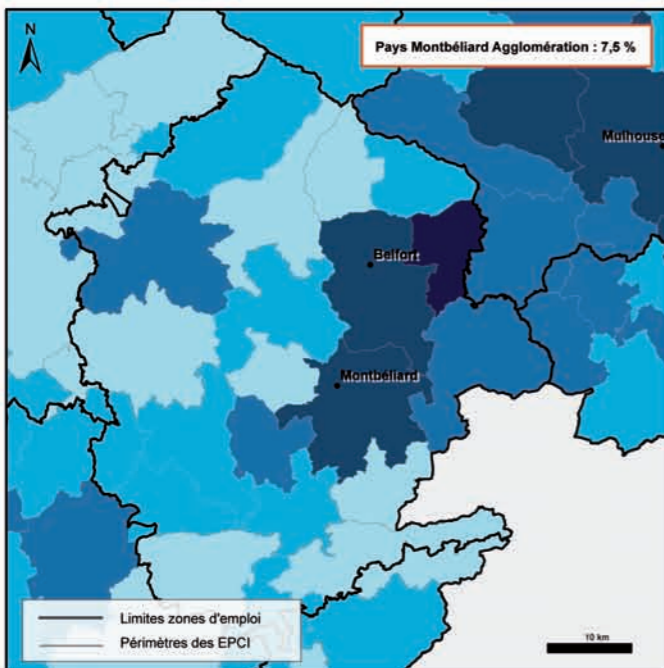 N
Pays Montbéliard Agglomération : 7,5 %
Mulhouse
Belfort
Montbéliard
Limites zones d'emploi
Périmètres des EPCI
10 km